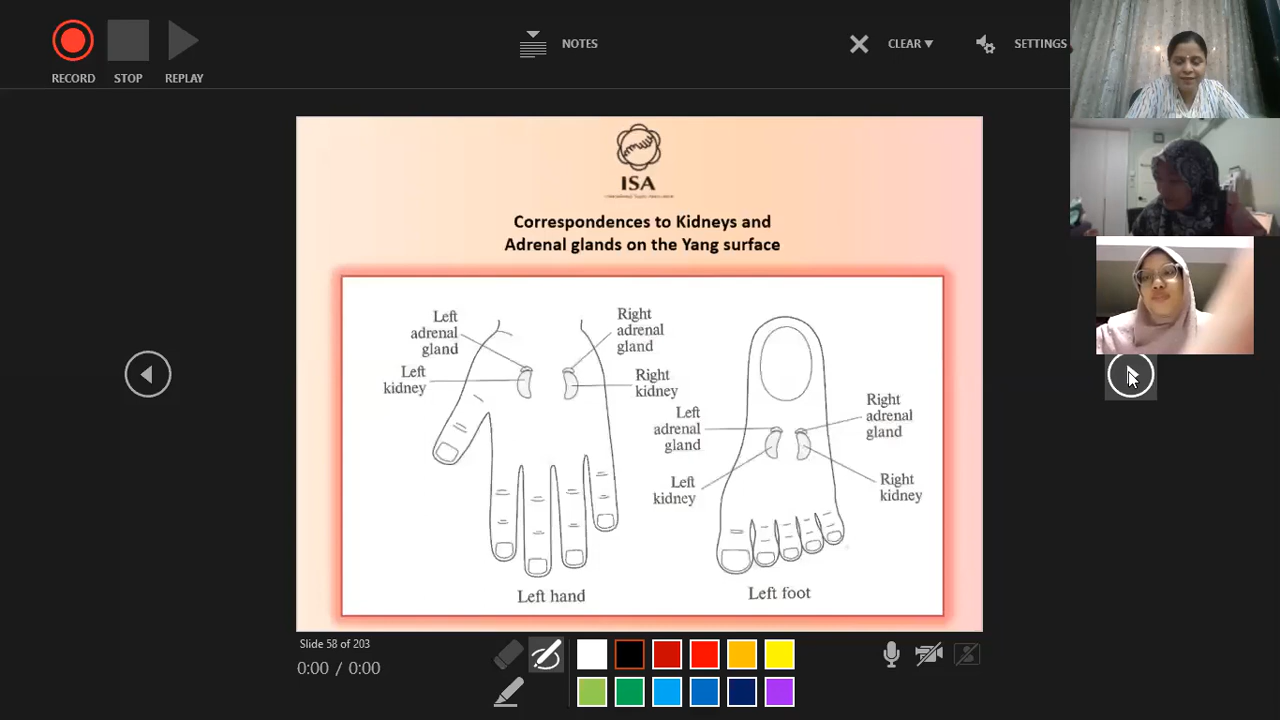 RECORD
STOP
REPLAY
NOTES
CLEAR
SETTINGS
ISA
Correspondences to Kidneys and
Adrenal glands on the Yang surface
Left
adrenal
gland
Left
kidney
Right
adrenal
gland
Right
kidney
Left hand
Left
adrenal
gland
Left
kidney
Right
adrenal
gland
Right
kidney
Left foot
Slide 58 of 203
0:00 / 0:00